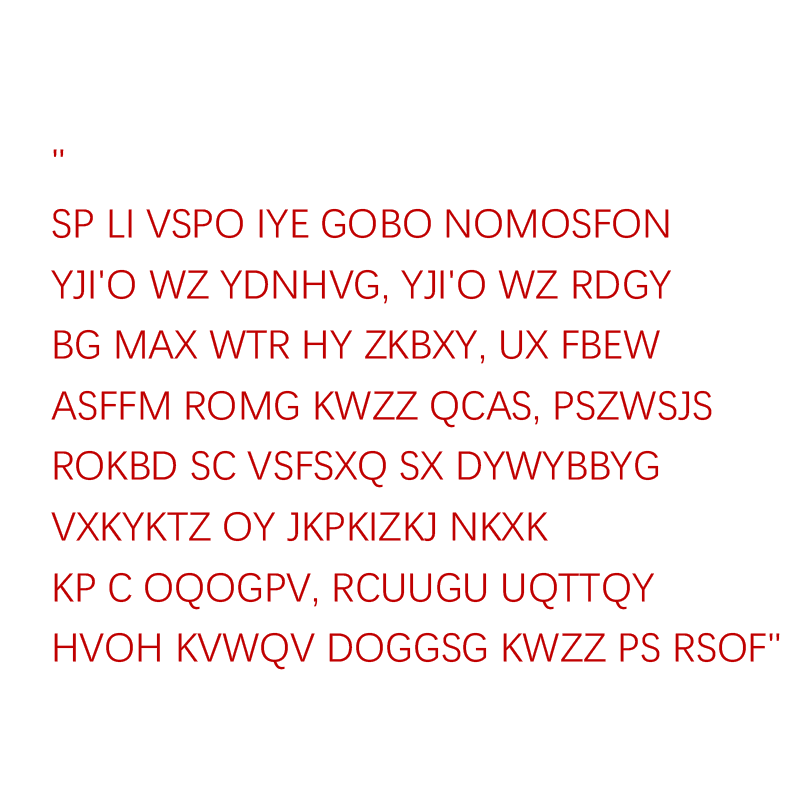 "
SP LI VSPO IYE GOBO NOMOSFON
YJI'O WZ YDNHVG, YJI'O WZ RDGY
BG MAX WTR HY ZKBXY, UX FBEW
ASFFM ROMG KWZZ QCAS, PSZWSJS
ROKBD SC VSFSXQ SX DYWYBBYG
VXKYKTZ OY JKPKIZKJ NKXK
KP C OQOGPV, RCUUGU UQTTQY
HVOH KVWQV DOGGSG KWZZ PS RSOF"